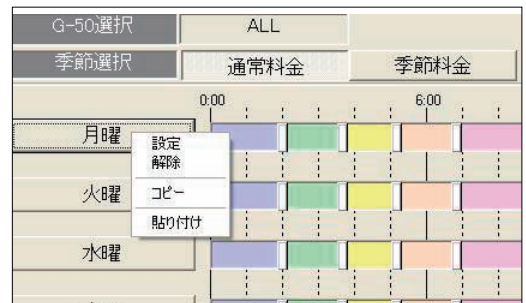 G-50選択 ALL
季節選択 通常料金 季節料金
0:00 6:00
月曜
設定
解除
火曜
コピー
貼り付け
水曜